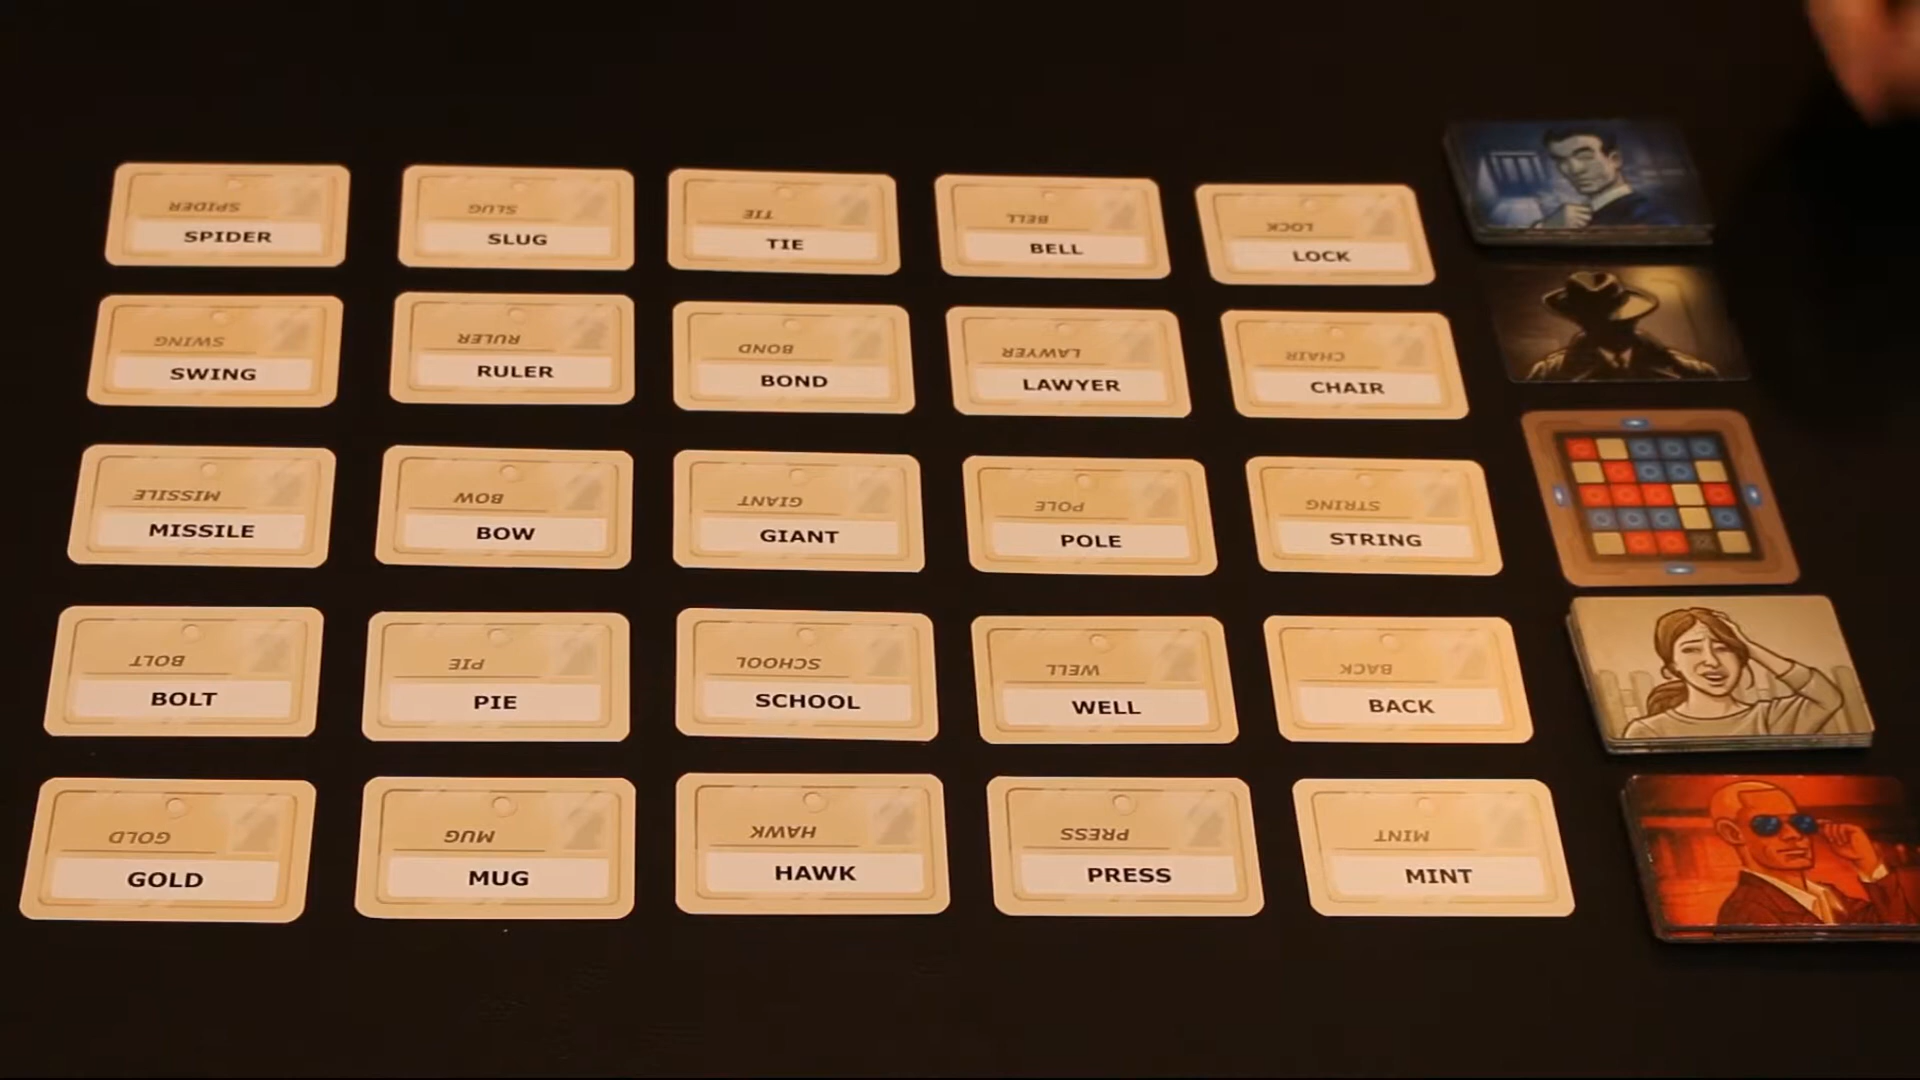 SPIDER
SPIDER
SLUG
SLUG
TIE
TIE
BELL
BELL
LOCK
LOCK
SWING
SWING
RULER
RULER
BOND
BOND
LAWYER
LAWYER
CHAIR
CHAIR
MISSILE
MISSILE
BOW
BOW
GIANT
GIANT
POLE
POLE
STRING
STRING
BOLT
BOLT
PIE
PIE
SCHOOL
SCHOOL
WELL
WELL
BACK
BACK
GOLD
GOLD
MUG
MUG
HAWK
HAWK
PRESS
PRESS
MINT
MINT